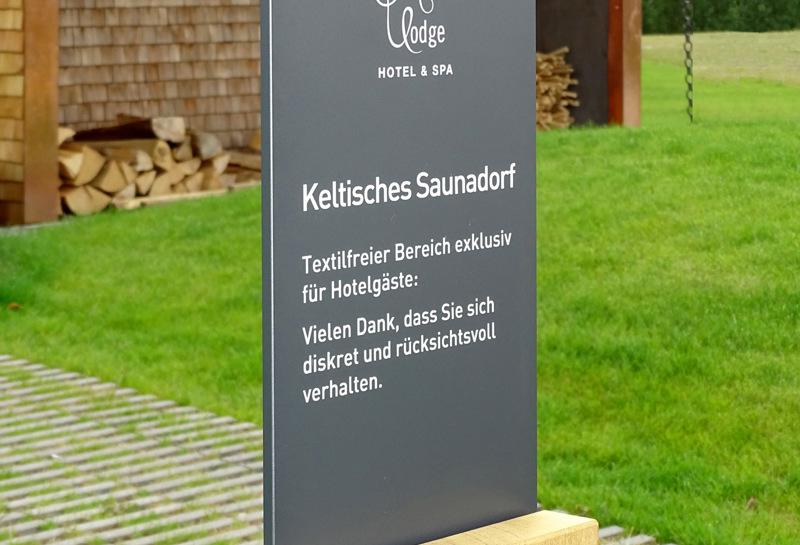 Lodge
HOTEL & SPA
Keltisches Saunadorf
Textilfreier Bereich exklusiv
für Hotelgäste:
Vielen Dank, dass Sie sich
diskret und rücksichtsvoll
verhalten.